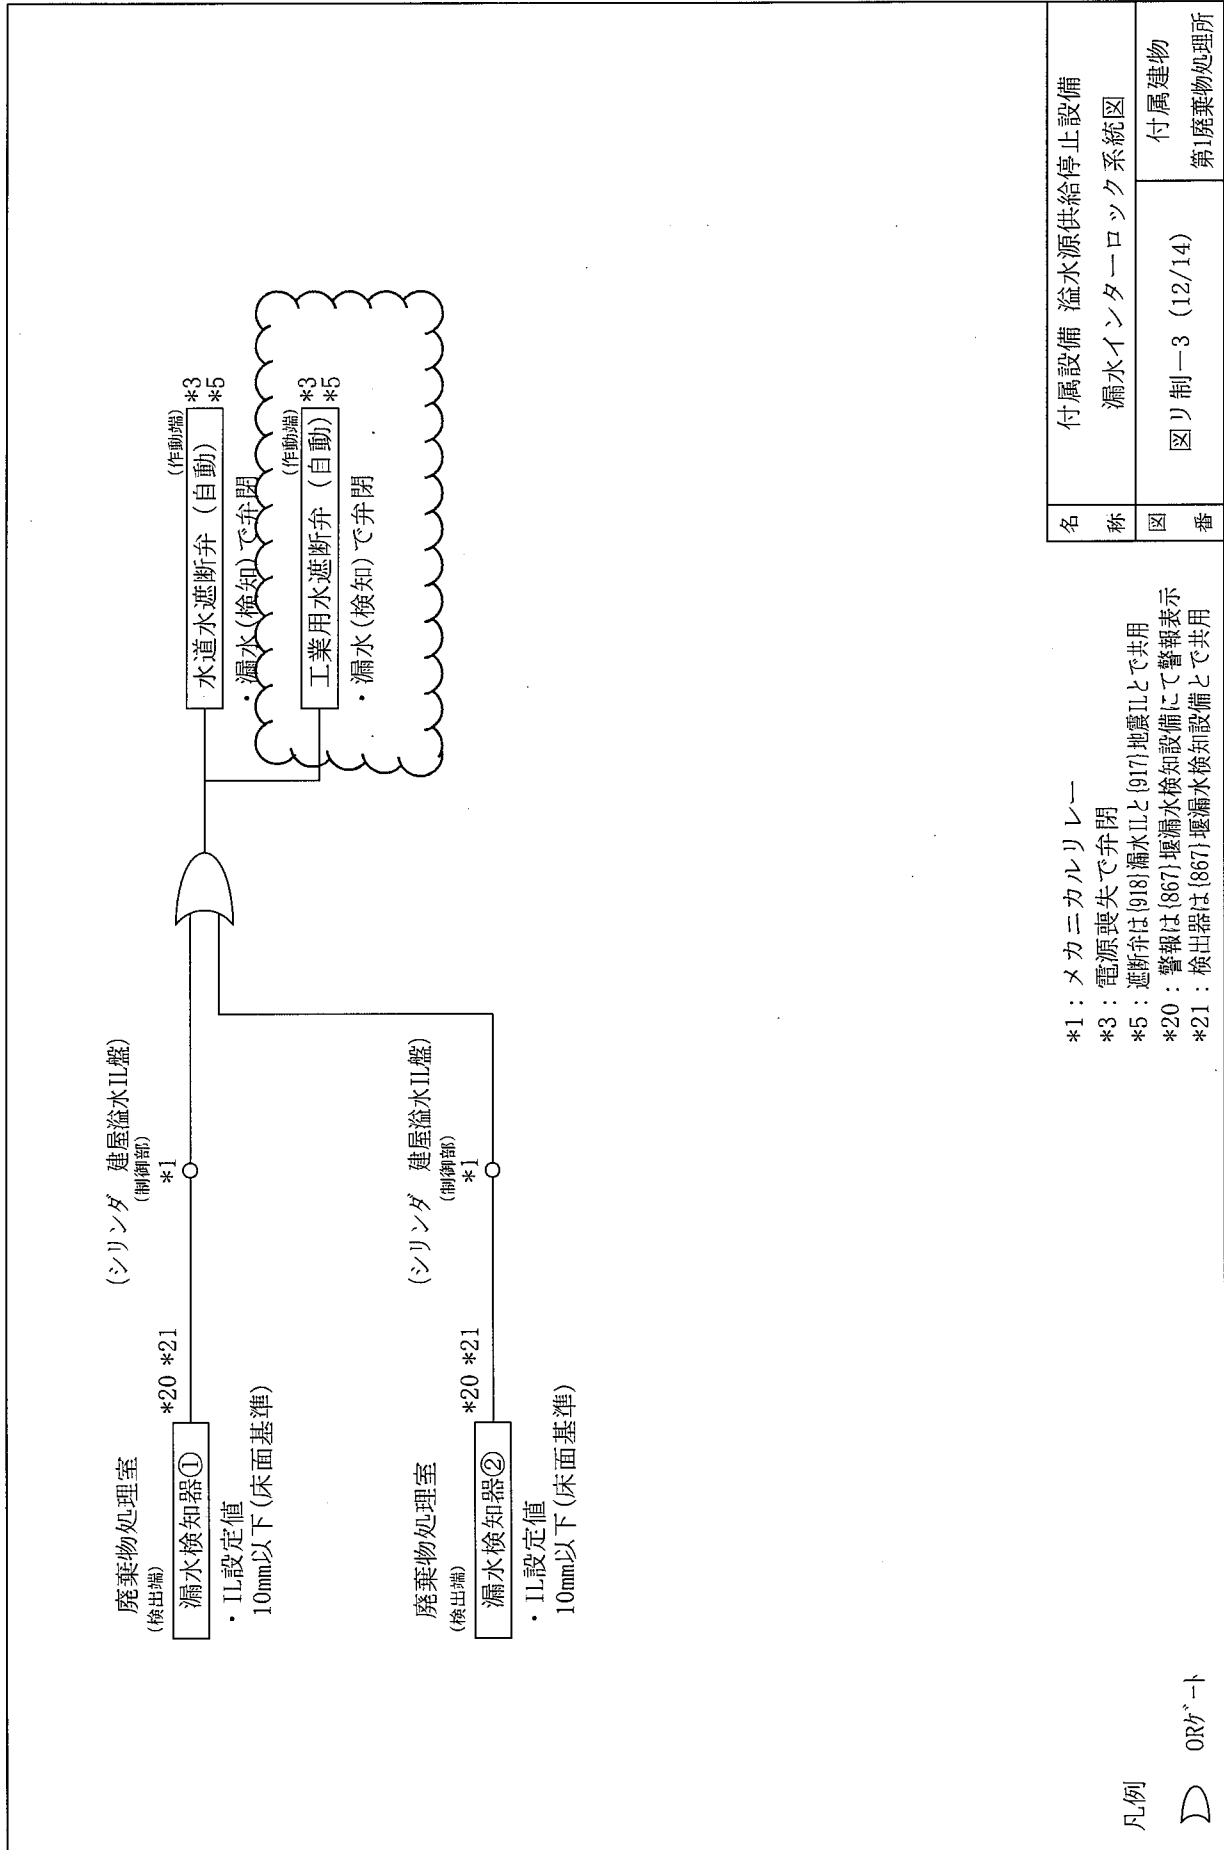 廃棄物処理室
(検出端)
漏水検知器①
*20 *21
・IL設定値
10mm以下(床面基準)
(シリンダ 建屋溢水IL盤)
(制御部)
*1
廃棄物処理室
(検出端)
漏水検知器②
*20 *21
・IL設定値
10mm以下(床面基準)
(シリンダ 建屋溢水IL盤)
(制御部)
*1
(作動端)
水道水遮断弁 (自動)
*3
*5
・漏水(検知)で弁閉
(作動端)
工業用水遮断弁 (自動)
*3
*5
・漏水(検知)で弁閉
凡例
ORゲート
*1:メカニカルリレー
*3:電源喪失で弁閉
*5:遮断弁は{918}漏水ILと{917}地震ILとで共用
*20:警報は{867}堰漏水検知設備にて警報表示
*21:検出器は{867}堰漏水検知設備とで共用
名称
付属設備 溢水源供給停止設備
漏水インターロック系統図
図番
図リ制-3 (12/14)
付属建物
第1廃棄物処理所